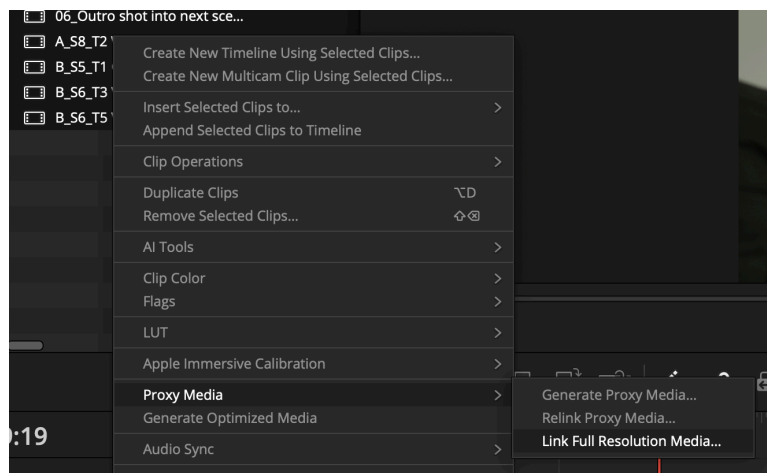 06_Outro shot into next sce...
A_S8_T2
B_S5_T1
B_S6_T3
B_S6_T5
Create New Timeline Using Selected Clips...
Create New Multicam Clip Using Selected Clips...
Insert Selected Clips to... >
Append Selected Clips to Timeline
Clip Operations >
Duplicate Clips ⌥D
Remove Selected Clips... ⇧⌫
AI Tools >
Clip Color >
Flags >
LUT >
Apple Immersive Calibration >
Proxy Media >
Generate Optimized Media
Audio Sync >
Generate Proxy Media...
Relink Proxy Media...
Link Full Resolution Media...
:19